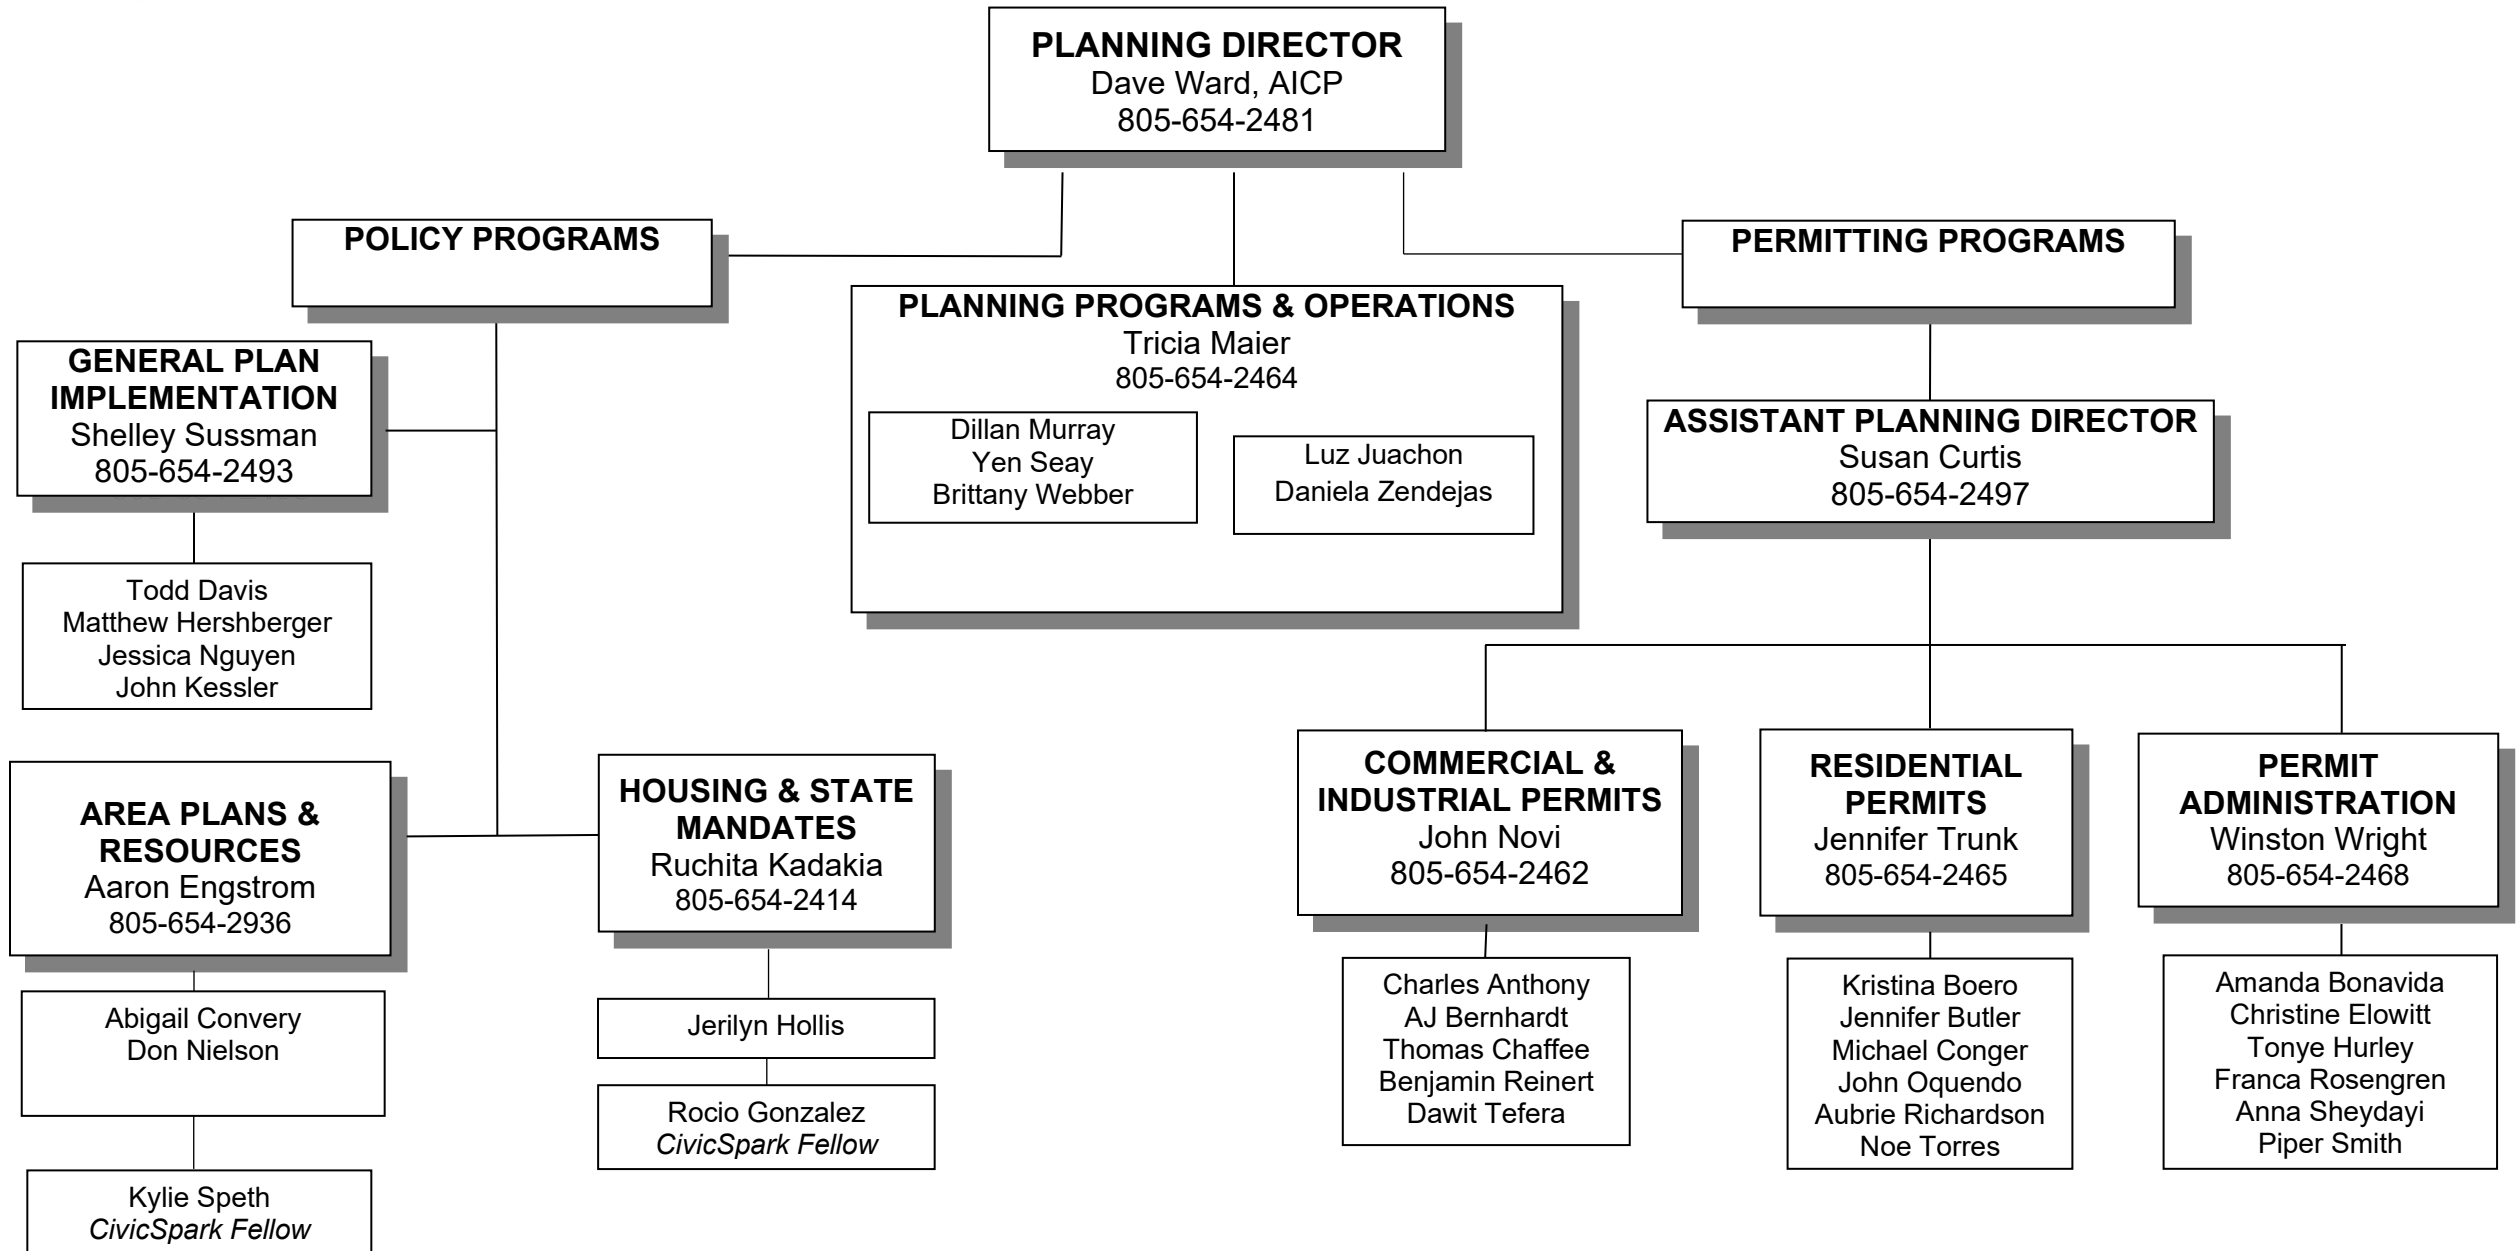 PLANNING DIRECTOR
Dave Ward, AICP
805-654-2481
POLICY PROGRAMS
PLANNING PROGRAMS & OPERATIONS
Tricia Maier
805-654-2464
Dillan Murray
Yen Seay
Brittany Webber
Luz Juachon
Daniela Zendejas
PERMITTING PROGRAMS
GENERAL PLAN
IMPLEMENTATION
Shelley Sussman
805-654-2493
Todd Davis
Matthew Hershberger
Jessica Nguyen
John Kessler
ASSISTANT PLANNING DIRECTOR
Susan Curtis
805-654-2497
AREA PLANS &
RESOURCES
Aaron Engstrom
805-654-2936
Abigail Convery
Don Nielson
Kylie Speth
CivicSpark Fellow
HOUSING & STATE
MANDATES
Ruchita Kadakia
805-654-2414
Jerilyn Hollis
Rocio Gonzalez
CivicSpark Fellow
COMMERCIAL &
INDUSTRIAL PERMITS
John Novi
805-654-2462
Charles Anthony
AJ Bernhardt
Thomas Chaffee
Benjamin Reinert
Dawit Tefera
RESIDENTIAL
PERMITS
Jennifer Trunk
805-654-2465
Kristina Boero
Jennifer Butler
Michael Conger
John Oquendo
Aubrie Richardson
Noe Torres
PERMIT
ADMINISTRATION
Winston Wright
805-654-2468
Amanda Bonavida
Christine Elowitt
Tonye Hurley
Franca Rosengren
Anna Sheydayi
Piper Smith